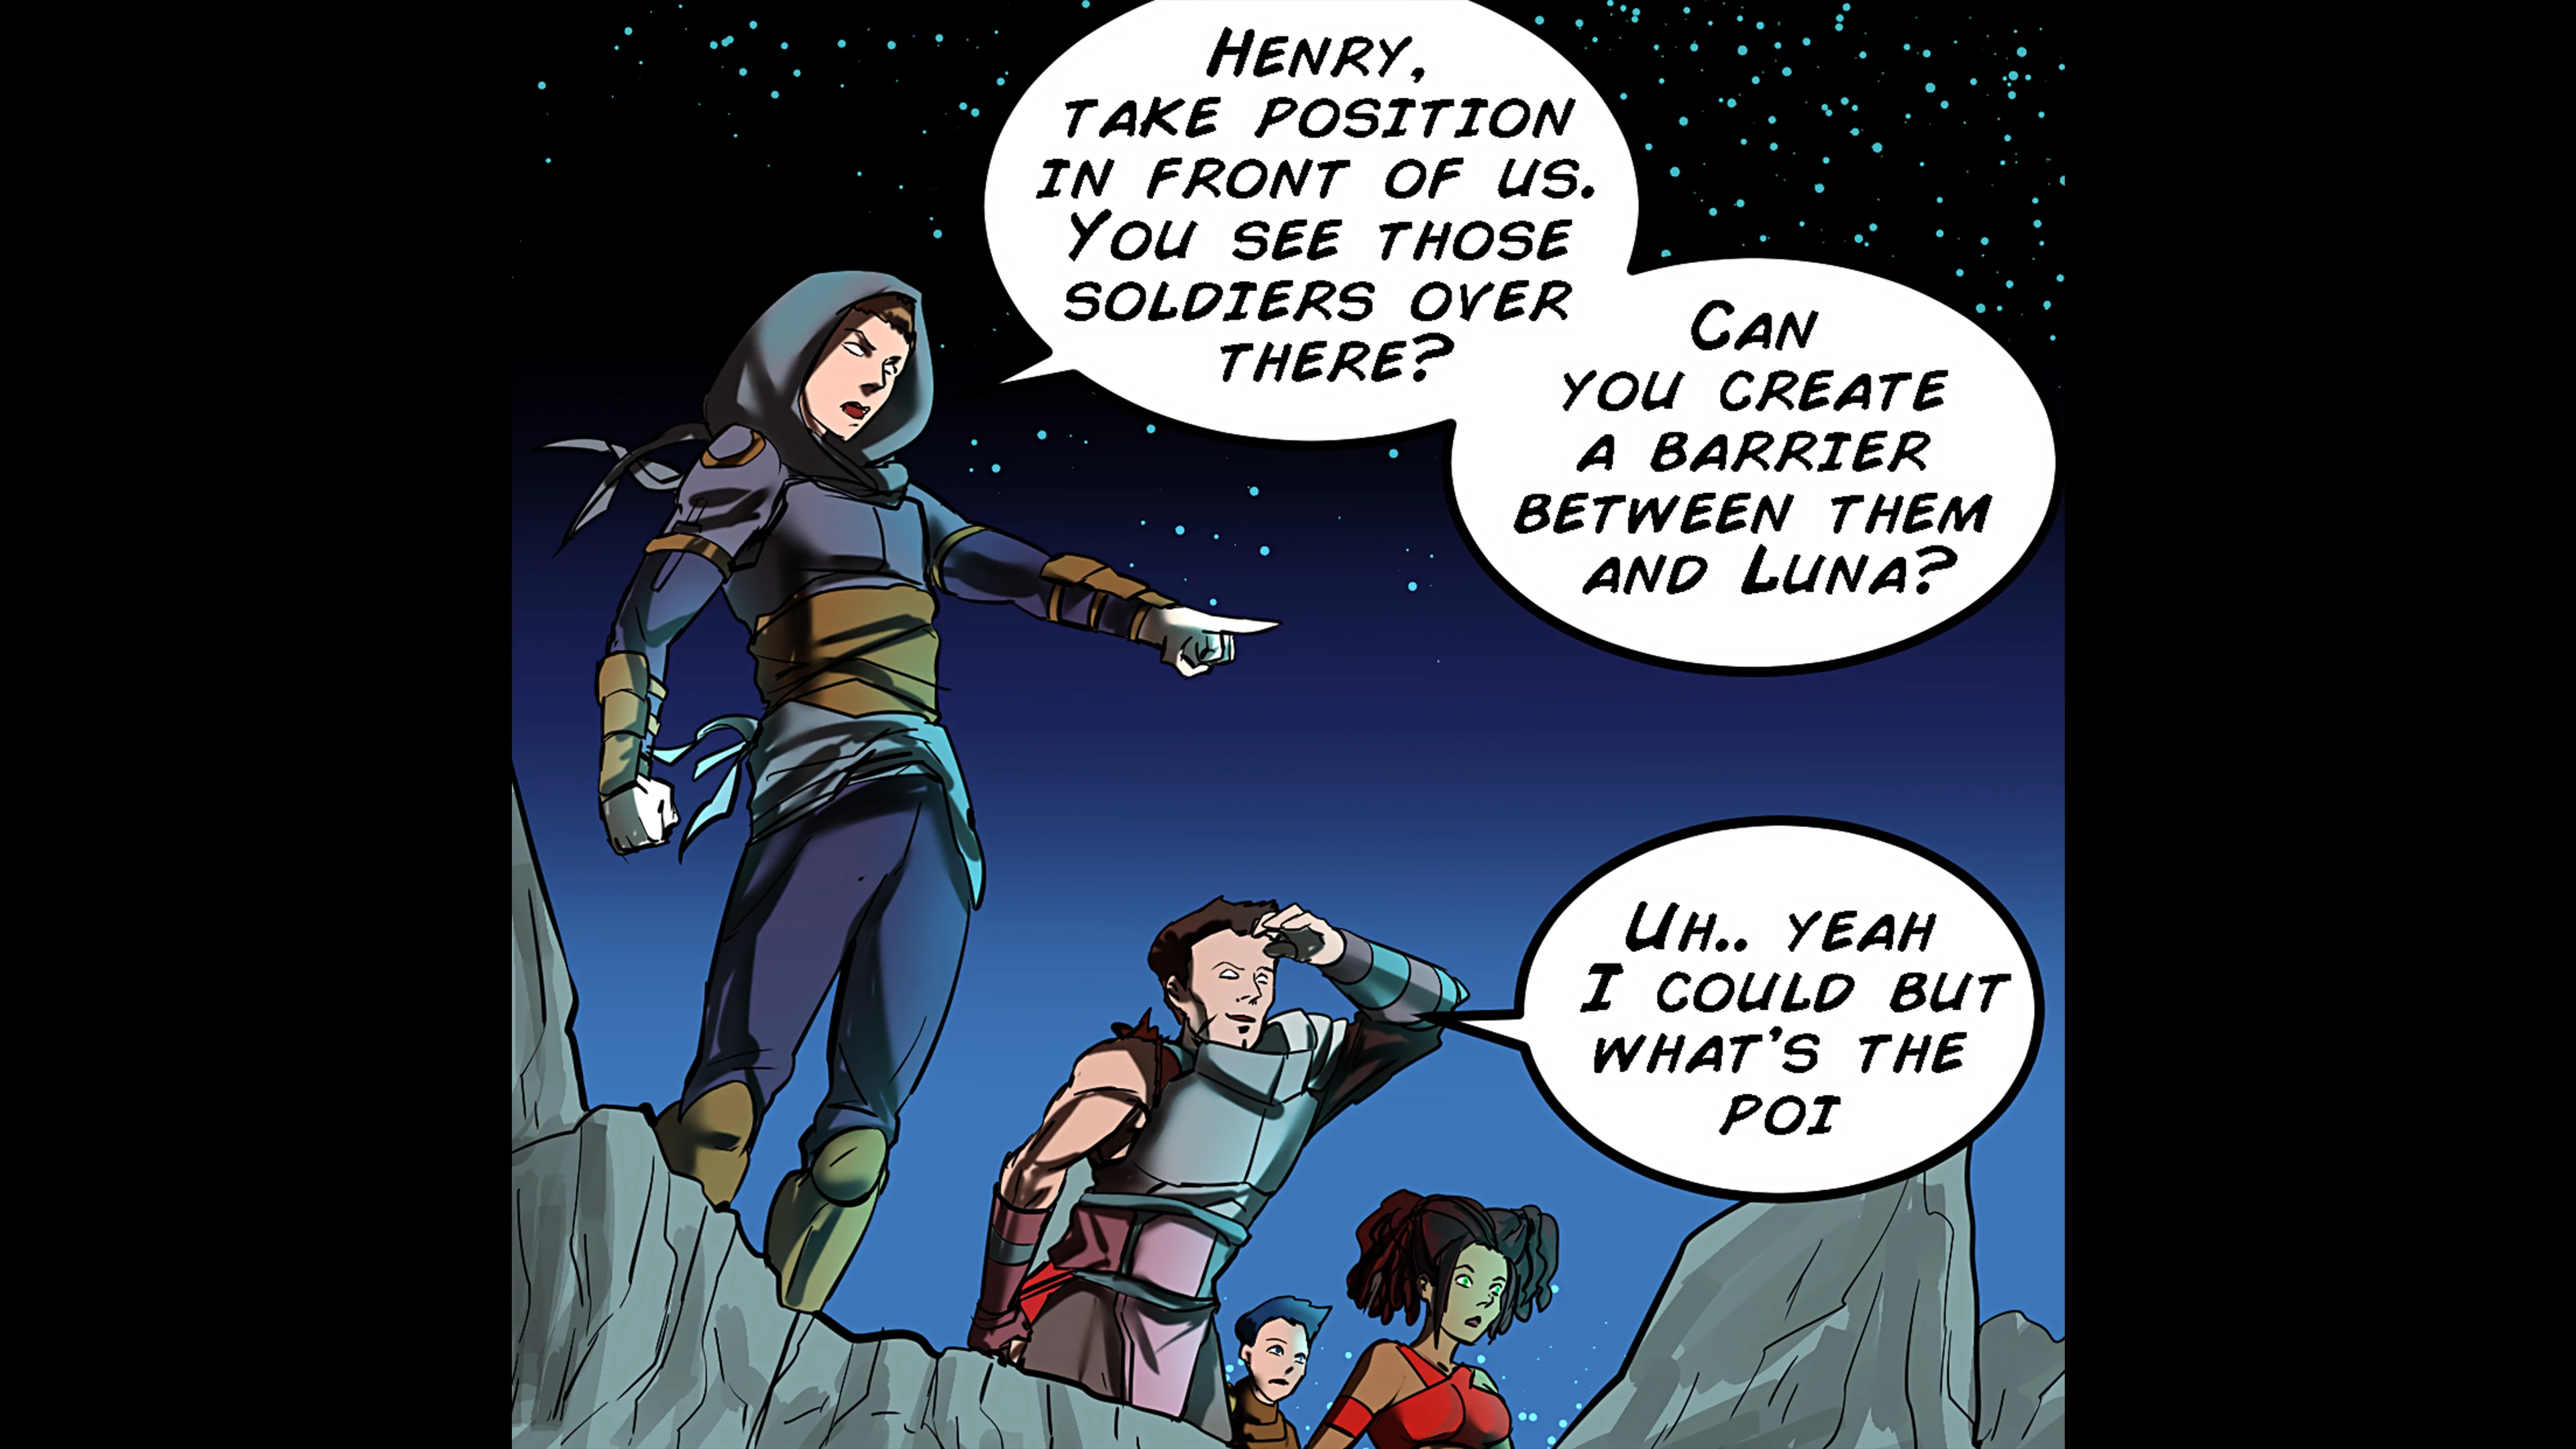 Henry,
take position
in front of us.
You see those
soldiers over
there?
Can
you create
a barrier
between them
and Luna?
Uh.. yeah
I could but
what's the
poi